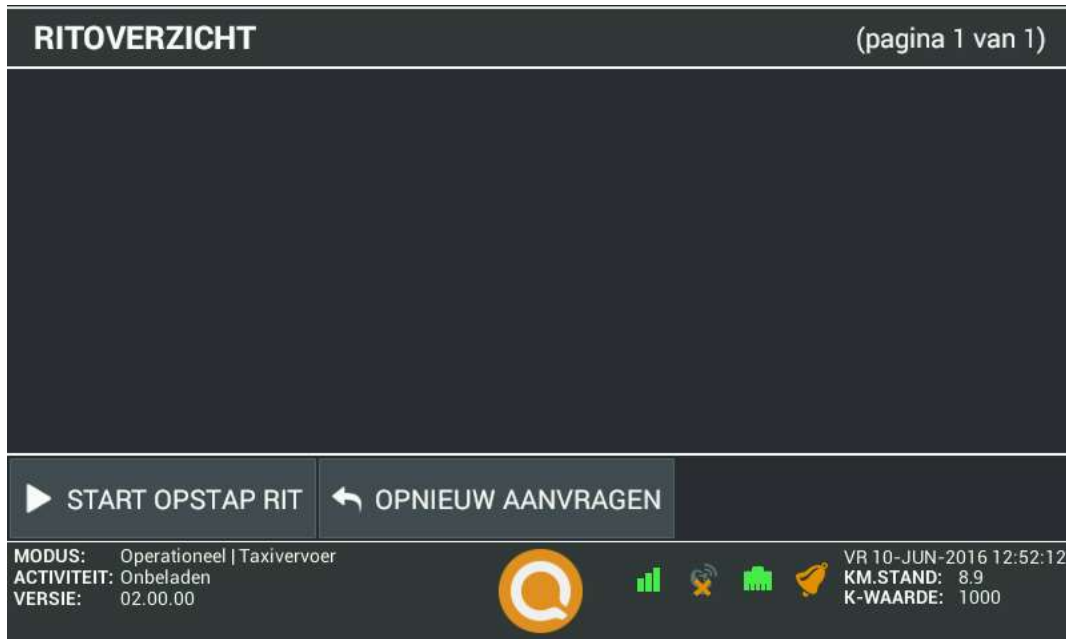 RITOVERZICHT
(pagina 1 van 1)
START OPSTAP RIT
OPNIEUW AANVRAGEN
MODUS: Operationeel | Taxivervoer
ACTIVITEIT: Onbeladen
VERSIE: 02.00.00
VR 10-JUN-2016 12:52:12
KM.STAND: 8.9
K-WAARDE: 1000